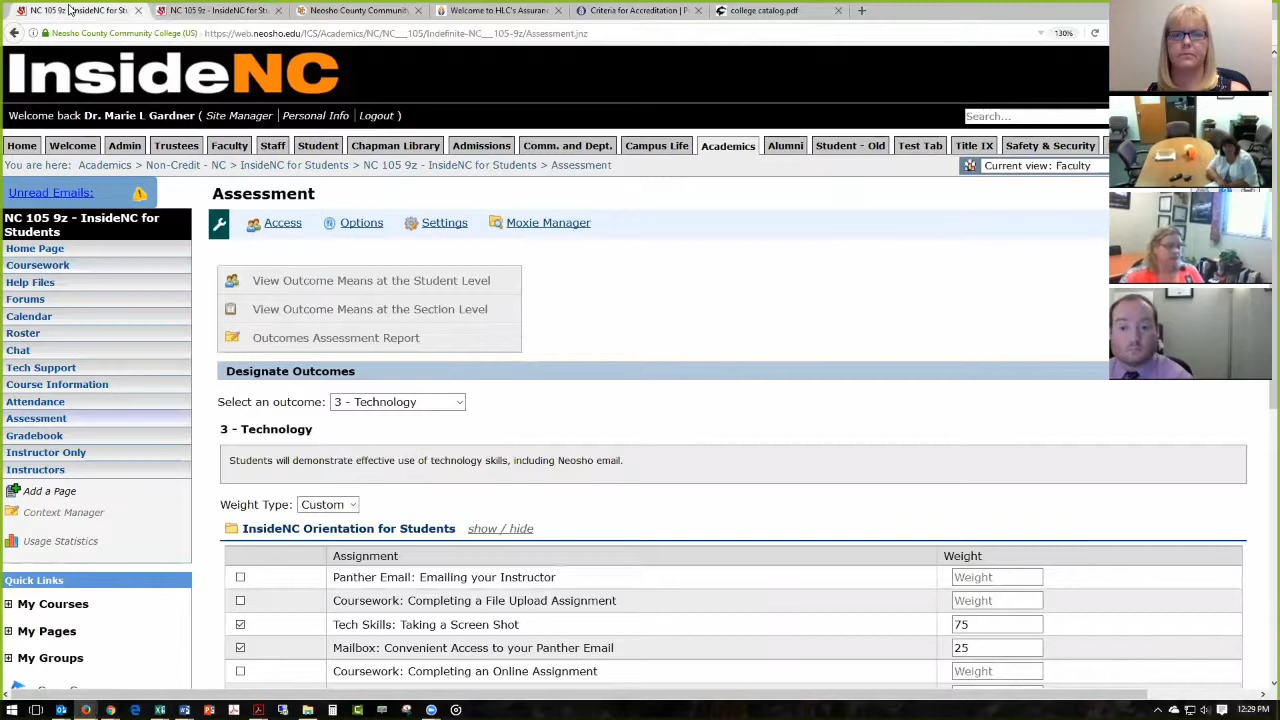 NC 105 9z - InsideNC for St
NC 105 9z - InsideNC for Stu
Neosho County Community
Welcome to HLC's Assuranc
Criteria for Accreditation | P
college catalog.pdf
Neosho County Community College (US)
https://web.neosho.edu/ICS/Academics/NC/NC___105/Indefinite-NC___105-9z/Assessment.jnz
130%
InsideNC
Welcome back Dr. Marie L Gardner ( Site Manager | Personal Info | Logout )
Search...
Home Welcome Admin Trustees Faculty Staff Student Chapman Library Admissions Comm. and Dept. Campus Life Academics Alumni Student - Old Test Tab Title IX Safety & Security
You are here: Academics > Non-Credit - NC > InsideNC for Students > NC 105 9z - InsideNC for Students > Assessment
Current view: Faculty
Unread Emails:
NC 105 9z - InsideNC for
Students
Home Page
Coursework
Help Files
Forums
Calendar
Roster
Chat
Tech Support
Course Information
Attendance
Assessment
Gradebook
Instructor Only
Instructors
Add a Page
Context Manager
Usage Statistics
Quick Links
My Courses
My Pages
My Groups
Assessment
Access Options Settings Moxie Manager
View Outcome Means at the Student Level
View Outcome Means at the Section Level
Outcomes Assessment Report
Designate Outcomes
Select an outcome: 3 - Technology
3 - Technology
Students will demonstrate effective use of technology skills, including Neosho email.
Weight Type: Custom
InsideNC Orientation for Students show / hide
Assignment Weight
Panther Email: Emailing your Instructor Weight
Coursework: Completing a File Upload Assignment Weight
Tech Skills: Taking a Screen Shot 75
Mailbox: Convenient Access to your Panther Email 25
Coursework: Completing an Online Assignment Weight
12:29 PM